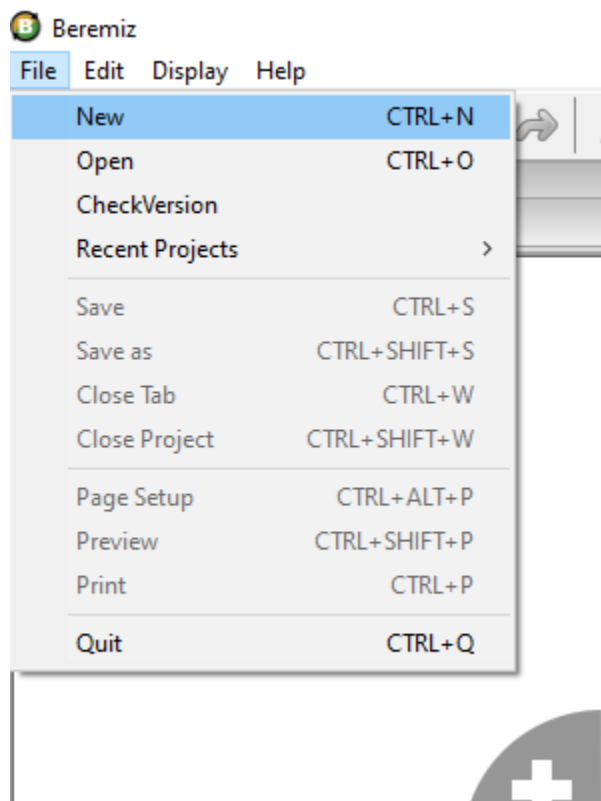 Beremiz
File Edit Display Help
New CTRL+N
Open CTRL+O
CheckVersion
Recent Projects
Save CTRL+S
Save as CTRL+SHIFT+S
Close Tab CTRL+W
Close Project CTRL+SHIFT+W
Page Setup CTRL+ALT+P
Preview CTRL+SHIFT+P
Print CTRL+P
Quit CTRL+Q